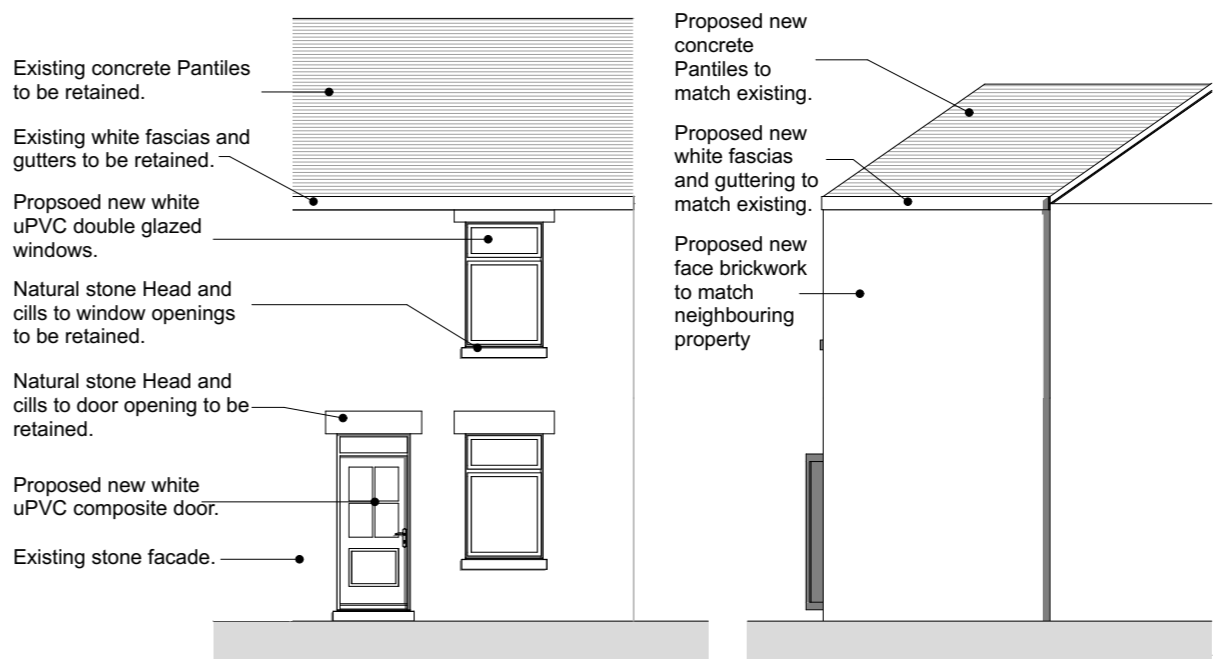 Existing concrete Pantiles
to be retained.
Existing white fascias and
gutters to be retained.
Propsoed new white
uPVC double glazed
windows.
Natural stone Head and
cills to window openings
to be retained.
Natural stone Head and
cills to door opening to be
retained.
Proposed new white
uPVC composite door.
Existing stone facade.
Proposed new
concrete
Pantiles to
match existing.
Proposed new
white fascias
and guttering to
match existing.
Proposed new
face brickwork
to match
neighbouring
property